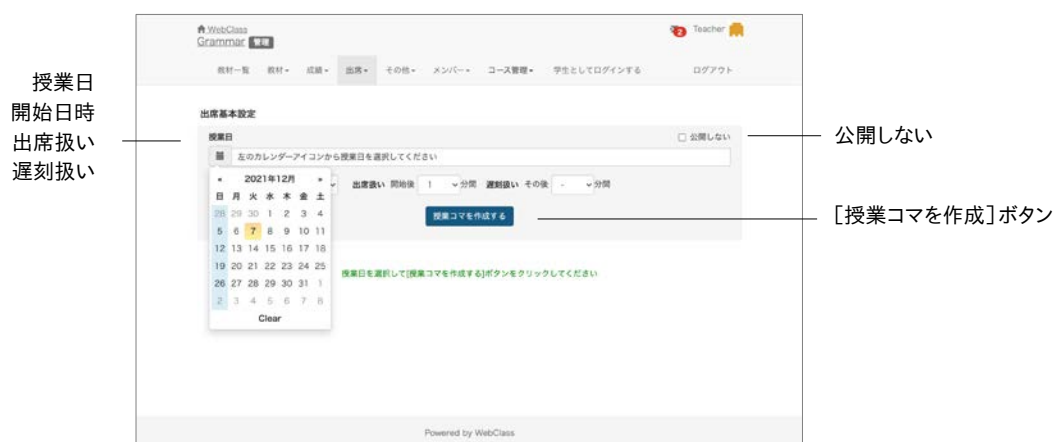 WebClass
Grammar 管理
2 Teacher
教材一覧 教材 成績 出席 その他 メンバー コース管理 学生としてログインする ログアウト
授業日
開始日時
出席扱い
遅刻扱い
出席基本設定
授業日 公開しない
左のカレンダーアイコンから授業日を選択してください
出席扱い 開始後 1 分間 遅刻扱い その後 - 分間
授業コマを作成する
授業日を選択して[授業コマを作成する]ボタンをクリックしてください
« 2021年12月 »
日 月 火 水 木 金 土
28 29 30 1 2 3 4
5 6 7 8 9 10 11
12 13 14 15 16 17 18
19 20 21 22 23 24 25
26 27 28 29 30 31 1
2 3 4 5 6 7 8
Clear
公開しない
[授業コマを作成]ボタン
Powered by WebClass